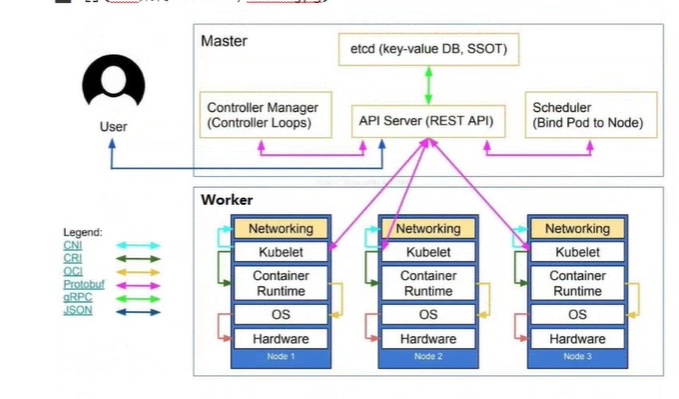 Master
etcd (key-value DB, SSOT)
Controller Manager
(Controller Loops)
API Server (REST API)
Scheduler
(Bind Pod to Node)
User
Worker
Legend:
CNI
CRI
OCI
Protobuf
gRPC
JSON
Networking
Kubelet
Container
Runtime
OS
Hardware
Node 1
Networking
Kubelet
Container
Runtime
OS
Hardware
Node 2
Networking
Kubelet
Container
Runtime
OS
Hardware
Node 3